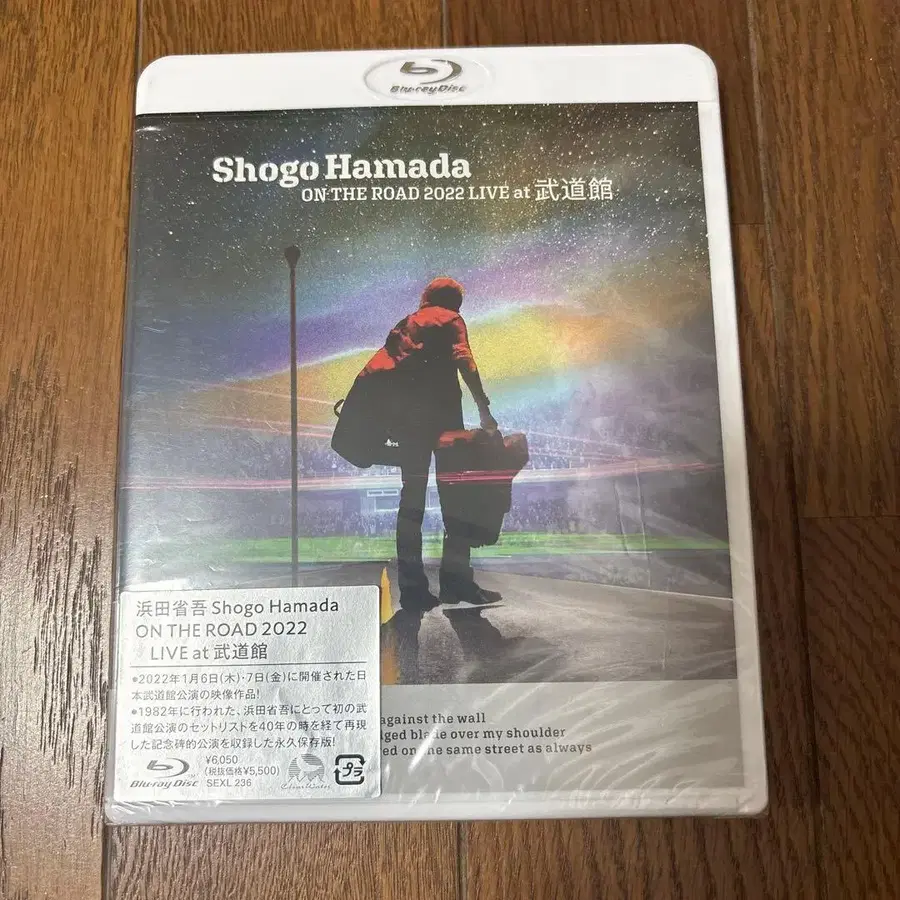 Blu-ray Disc
Shogo Hamada
ON THE ROAD 2022 LIVE at 武道館
浜田省吾 Shogo Hamada
ON THE ROAD 2022
LIVE at 武道館
•2022年1月6日(木)・7日(金)に開催された日
本武道館公演の映像作品!
•1982年に行われた、浜田省吾にとって初の武
道館公演のセットリストを40年の時を経て再現
した記念碑的公演を収録した永久保存版!
Blu-ray Disc
¥6,050
(税抜価格¥5,500)
SEXL 236
Clear Water
プラ
against the wall
dged blade over my shoulder
ed on the same street as always